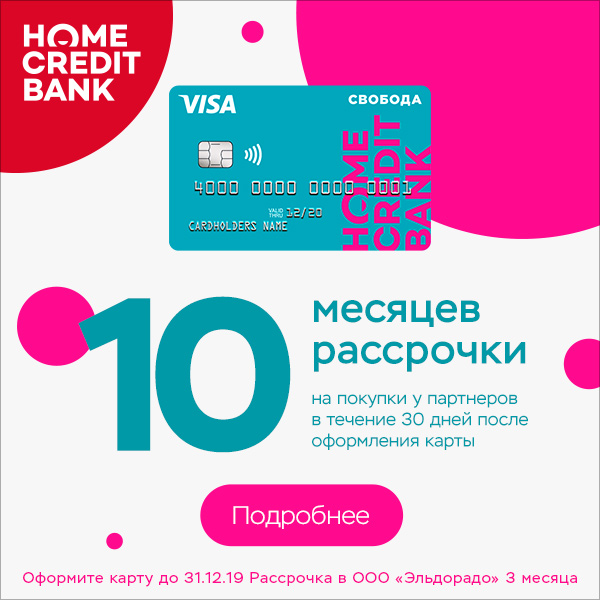 HOME
CREDIT
BANK
VISA
СВОБОДА
HOME
CREDIT
BANK
4000 0000 0000 0001
VALID
THRU 12/20
CARDHOLDERS NAME
10
месяцев
рассрочки
на покупки у партнеров
в течение 30 дней после
оформления карты
Подробнее
Оформите карту до 31.12.19 Рассрочка в ООО «Эльдорадо» 3 месяца